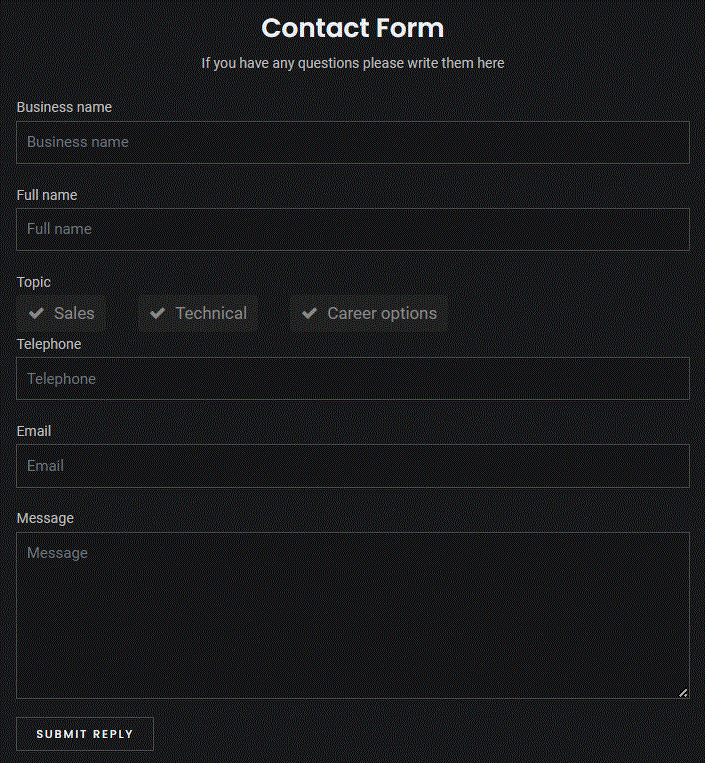 Contact Form
If you have any questions please write them here
Business name
Business name
Full name
Full name
Topic
Sales Technical Career options
Telephone
Telephone
Email
Email
Message
Message
SUBMIT REPLY